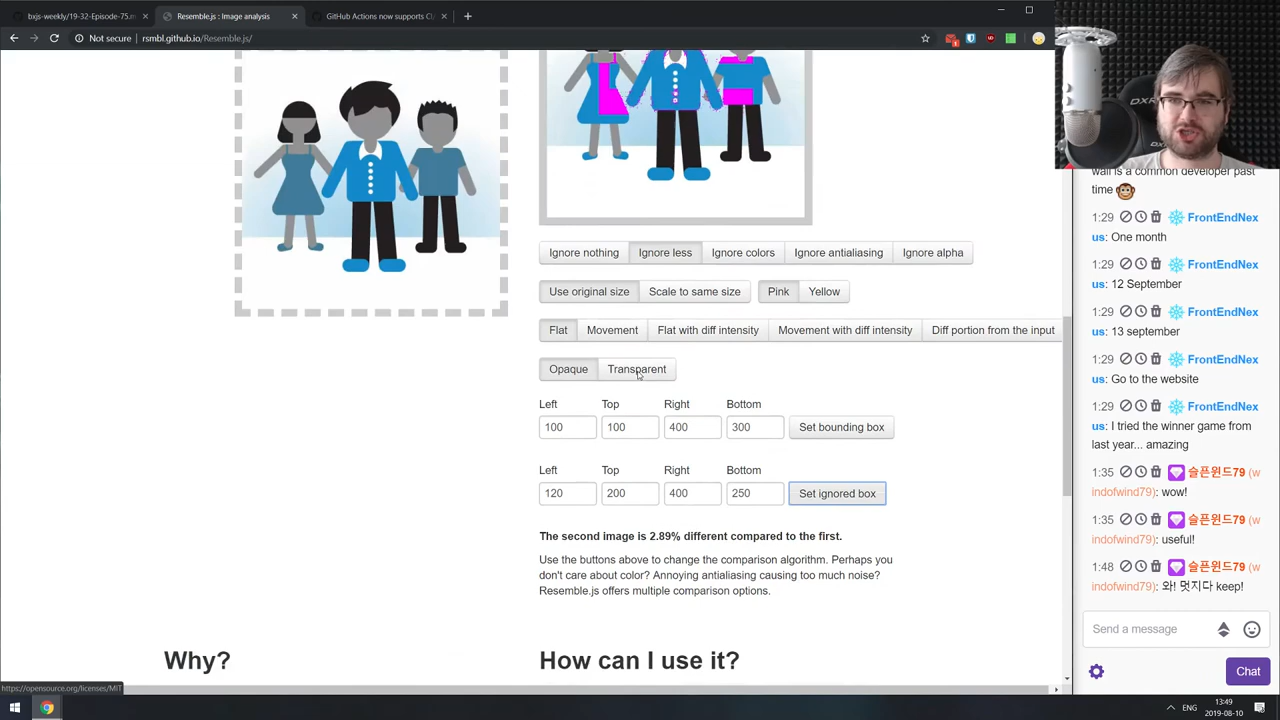 bxjs-weekly/19-32-Episode-75.m
Resemble.js : Image analysis
GitHub Actions now supports CI/
Not secure
rsmbl.github.io/Resemble.js/
DXR
Ignore nothing
Ignore less
Ignore colors
Ignore antialiasing
Ignore alpha
Use original size
Scale to same size
Pink
Yellow
Flat
Movement
Flat with diff intensity
Movement with diff intensity
Diff portion from the input
Opaque
Transparent
Left
Top
Right
Bottom
100
100
400
300
Set bounding box
Left
Top
Right
Bottom
120
200
400
250
Set ignored box
The second image is 2.89% different compared to the first.
Use the buttons above to change the comparison algorithm. Perhaps you
don't care about color? Annoying antialiasing causing too much noise?
Resemble.js offers multiple comparison options.
Why?
How can I use it?
https://opensource.org/licenses/MIT
wall is a common developer past
time
1:29 FrontEndNex
us: One month
1:29 FrontEndNex
us: 12 September
1:29 FrontEndNex
us: 13 september
1:29 FrontEndNex
us: Go to the website
1:29 FrontEndNex
us: I tried the winner game from
last year... amazing
1:35 슬픈윈드79 (w
indofwind79): wow!
1:35 슬픈윈드79 (w
indofwind79): useful!
1:48 슬픈윈드79 (w
indofwind79): 와! 멋지다 keep!
Send a message
Chat
ENG
13:49
2019-08-10